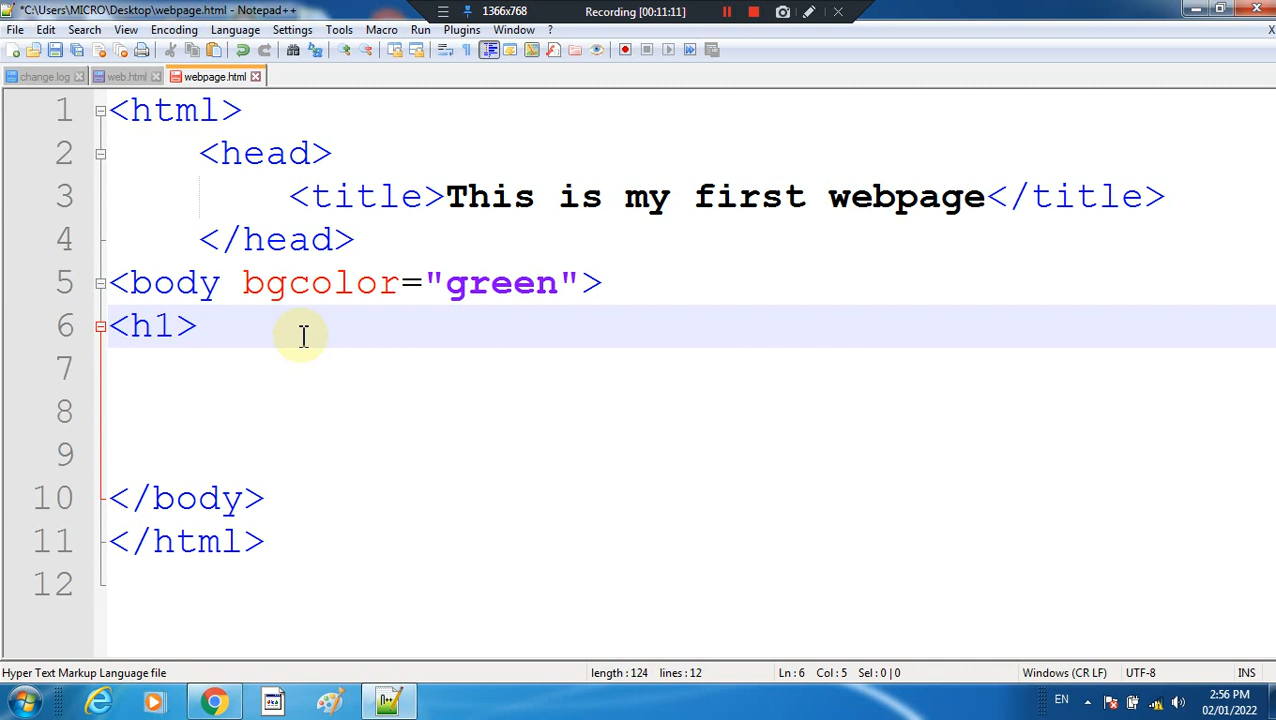 *C:\Users\MICRO\Desktop\webpage.html - Notepad++
1366x768
Recording [00:11:11]
File Edit Search View Encoding Language Settings Tools Macro Run Plugins Window ?
X
change.log web.html webpage.html
1 <html>
2 <head>
3 <title>This is my first webpage</title>
4 </head>
5 <body bgcolor="green">
6 <h1>
7
8
9
10 </body>
11 </html>
12
Hyper Text Markup Language file length : 124 lines : 12 Ln : 6 Col : 5 Sel : 0 | 0 Windows (CR LF) UTF-8 INS
EN
2:56 PM
02/01/2022